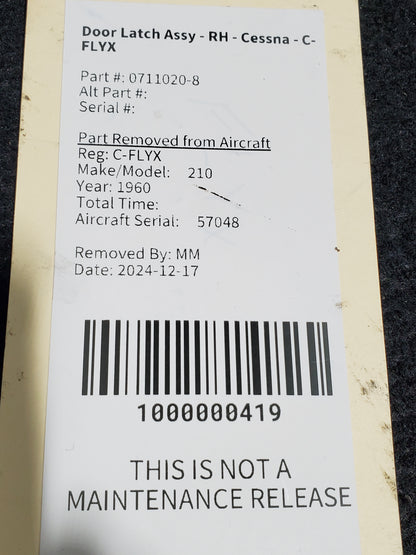 Door Latch Assy - RH - Cessna - C-
FLYX
Part #: 0711020-8
Alt Part #:
Serial #:
Part Removed from Aircraft
Reg: C-FLYX
Make/Model: 210
Year: 1960
Total Time:
Aircraft Serial: 57048
Removed By: MM
Date: 2024-12-17
1000000419
THIS IS NOT A
MAINTENANCE RELEASE